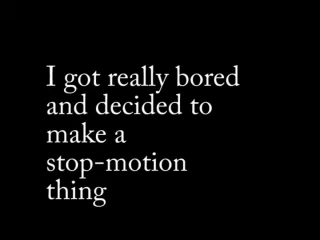 I got really bored
and decided to
make a
stop-motion
thing